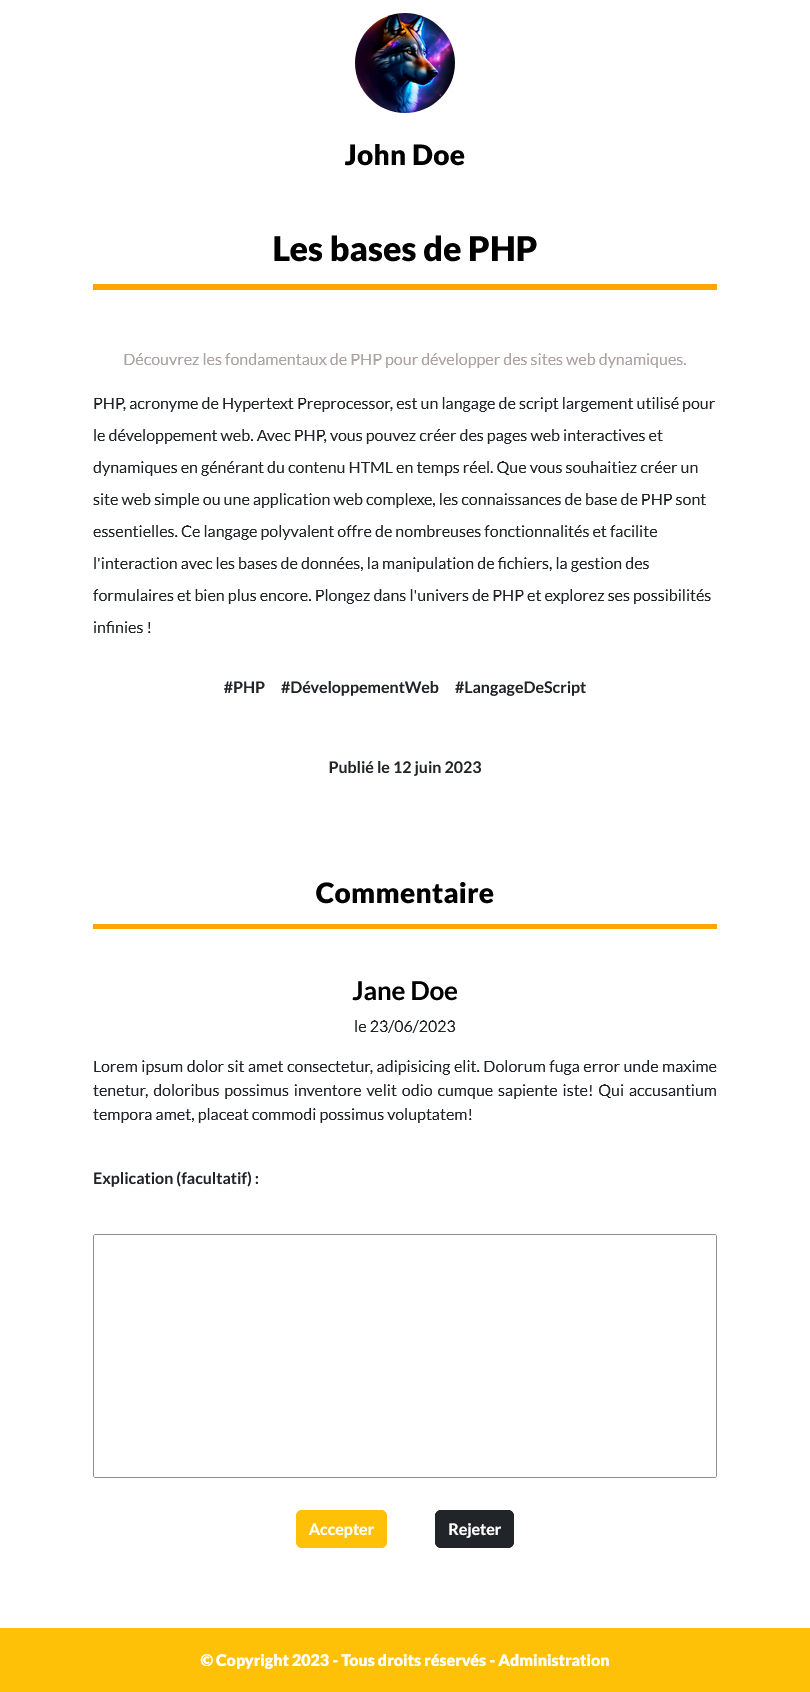 John Doe
Les bases de PHP
Découvrez les fondamentaux de PHP pour développer des sites web dynamiques.
PHP, acronyme de Hypertext Preprocessor, est un langage de script largement utilisé pour
le développement web. Avec PHP, vous pouvez créer des pages web interactives et
dynamiques en générant du contenu HTML en temps réel. Que vous souhaitiez créer un
site web simple ou une application web complexe, les connaissances de base de PHP sont
essentielles. Ce langage polyvalent offre de nombreuses fonctionnalités et facilite
l'interaction avec les bases de données, la manipulation de fichiers, la gestion des
formulaires et bien plus encore. Plongez dans l'univers de PHP et explorez ses possibilités
infinies !
#PHP #DéveloppementWeb #LangageDeScript
Publié le 12 juin 2023
Commentaire
Jane Doe
le 23/06/2023
Lorem ipsum dolor sit amet consectetur, adipisicing elit. Dolorum fuga error unde maxime
tenetur, doloribus possimus inventore velit odio cumque sapiente iste! Qui accusantium
tempora amet, placeat commodi possimus voluptatem!
Explication (facultatif) :
Accepter Rejeter
© Copyright 2023 - Tous droits réservés - Administration